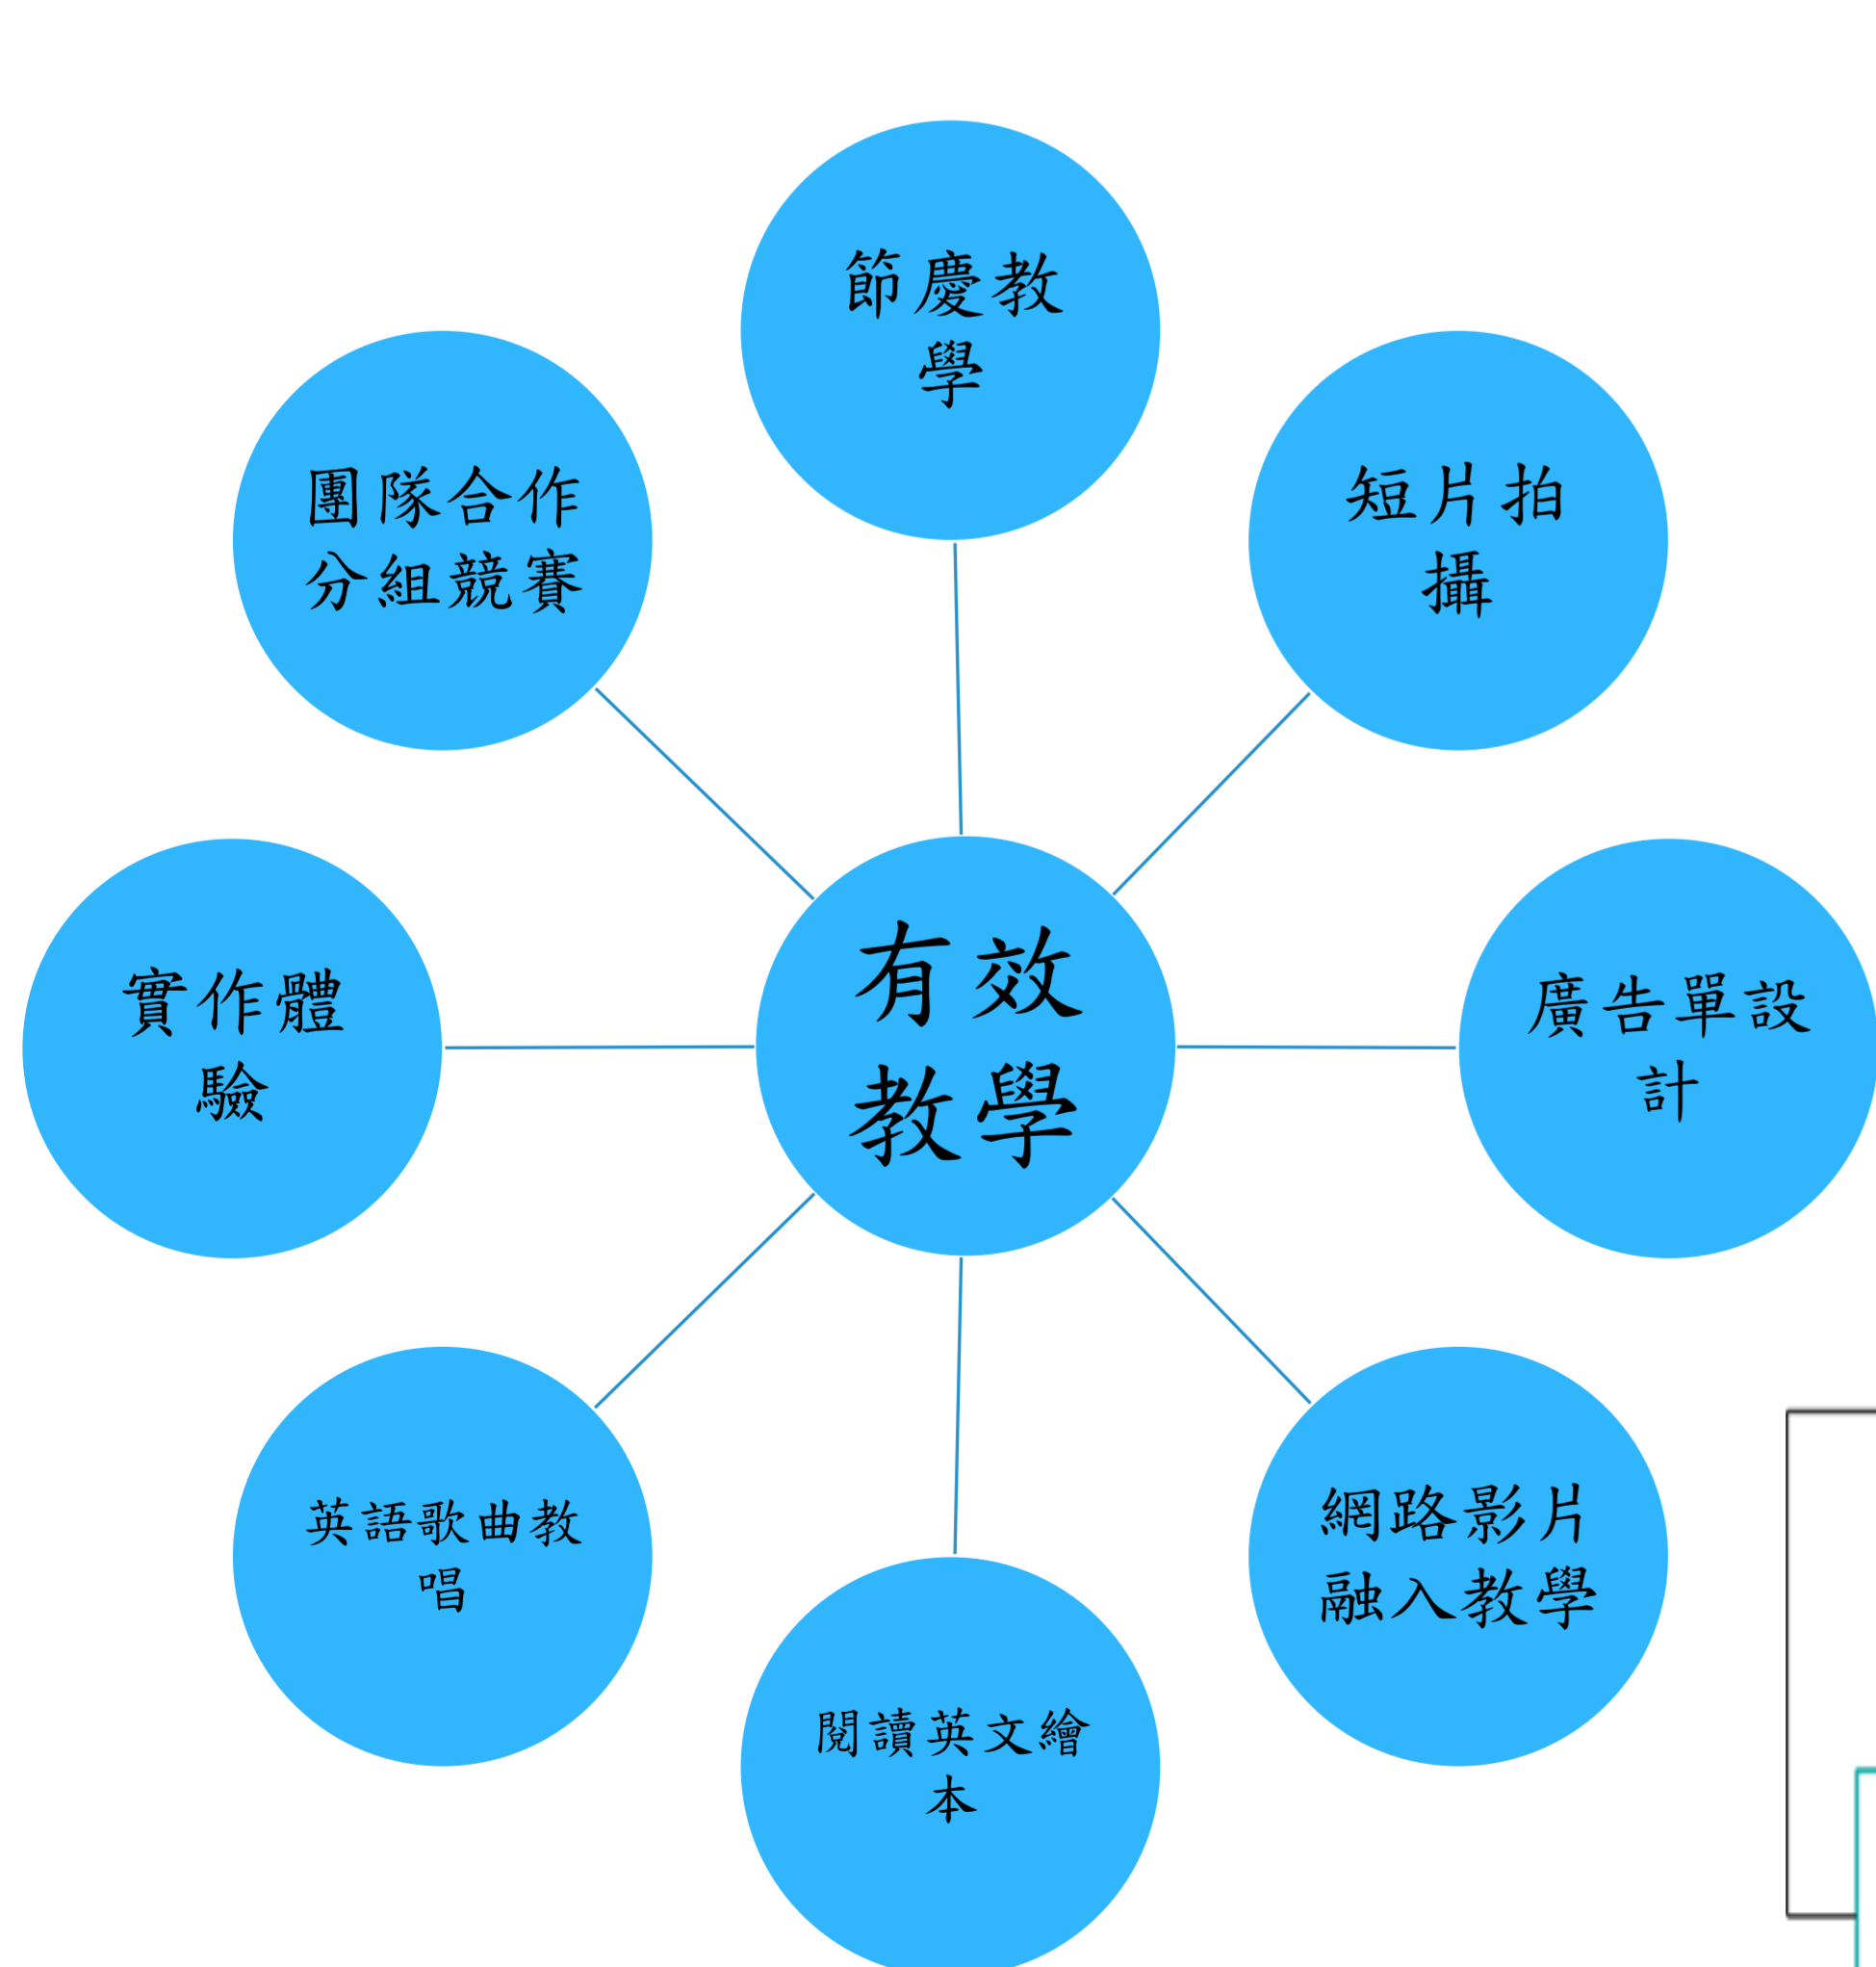 節慶教
學
團隊合作
分組競賽
短片拍
攝
有效
教學
實作體
驗
廣告單設
計
英語歌曲教
唱
網路影片
融入教學
閱讀英文繪
本